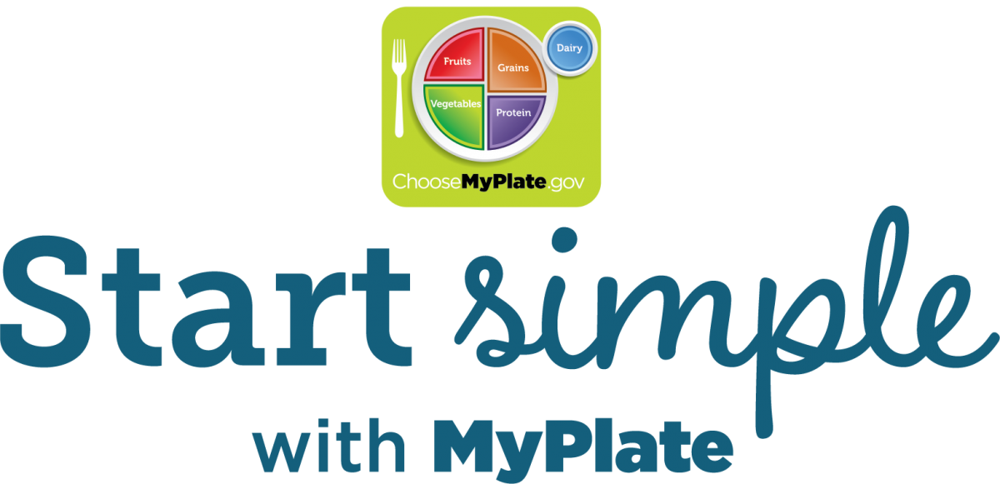 Fruits
Grains
Dairy
Vegetables
Protein
ChooseMyPlate.gov
Start simple
with MyPlate